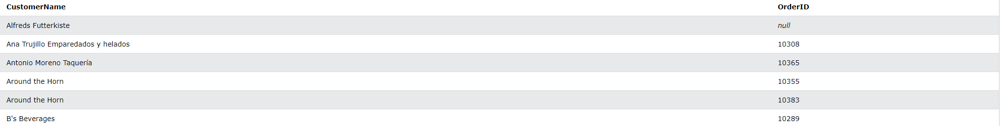 CustomerName OrderID
Alfreds Futterkiste null
Ana Trujillo Emparedados y helados 10308
Antonio Moreno Taquería 10365
Around the Horn 10355
Around the Horn 10383
B's Beverages 10289